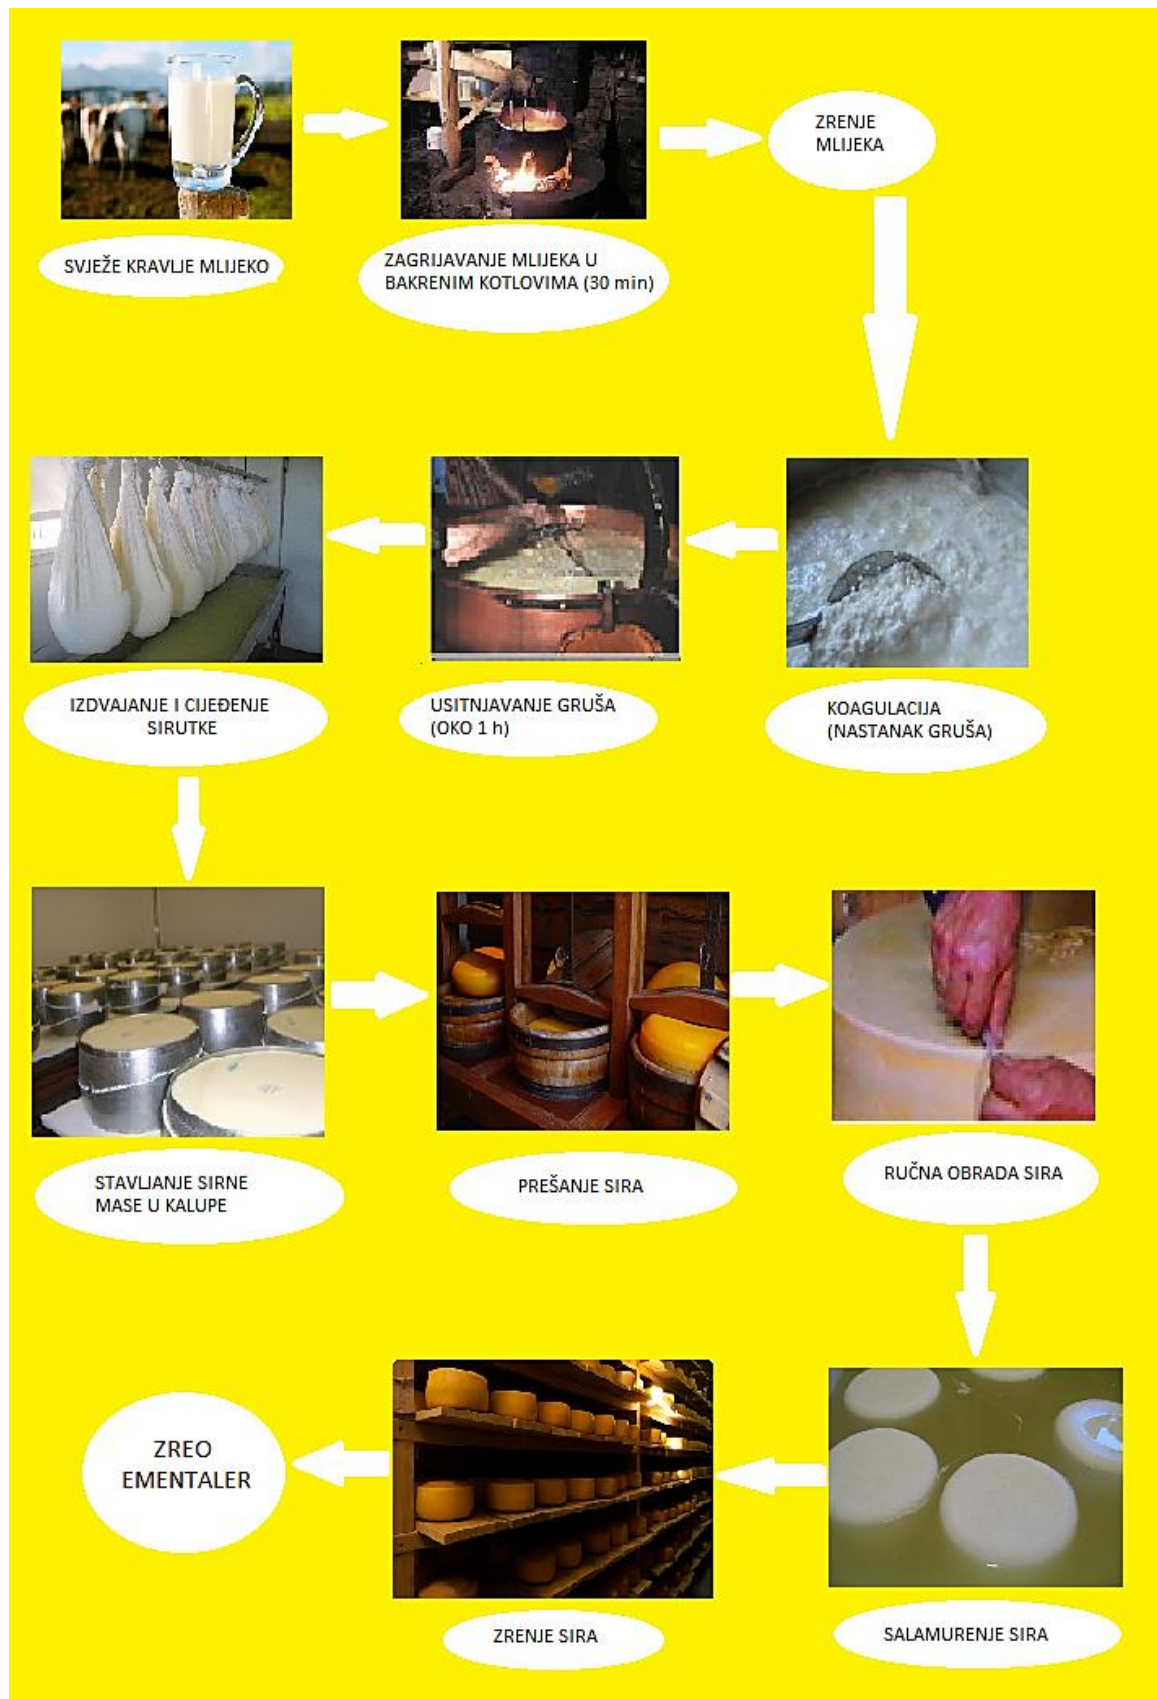 SVJEŽE KRAVLJE MLIJEKO
ZAGRIJAVANJE MLIJEKA U
BAKRENIM KOTLOVIMA (30 min)
ZRENJE
MLIJEKA
KOAGULACIJA
(NASTANAK GRUŠA)
USITNJAVANJE GRUŠA
(OKO 1 h)
IZDVAJANJE I CIJEĐENJE
SIRUTKE
STAVLJANJE SIRNE
MASE U KALUPE
PREŠANJE SIRA
RUČNA OBRADA SIRA
SALAMURENJE SIRA
ZRENJE SIRA
ZREO
EMENTALER